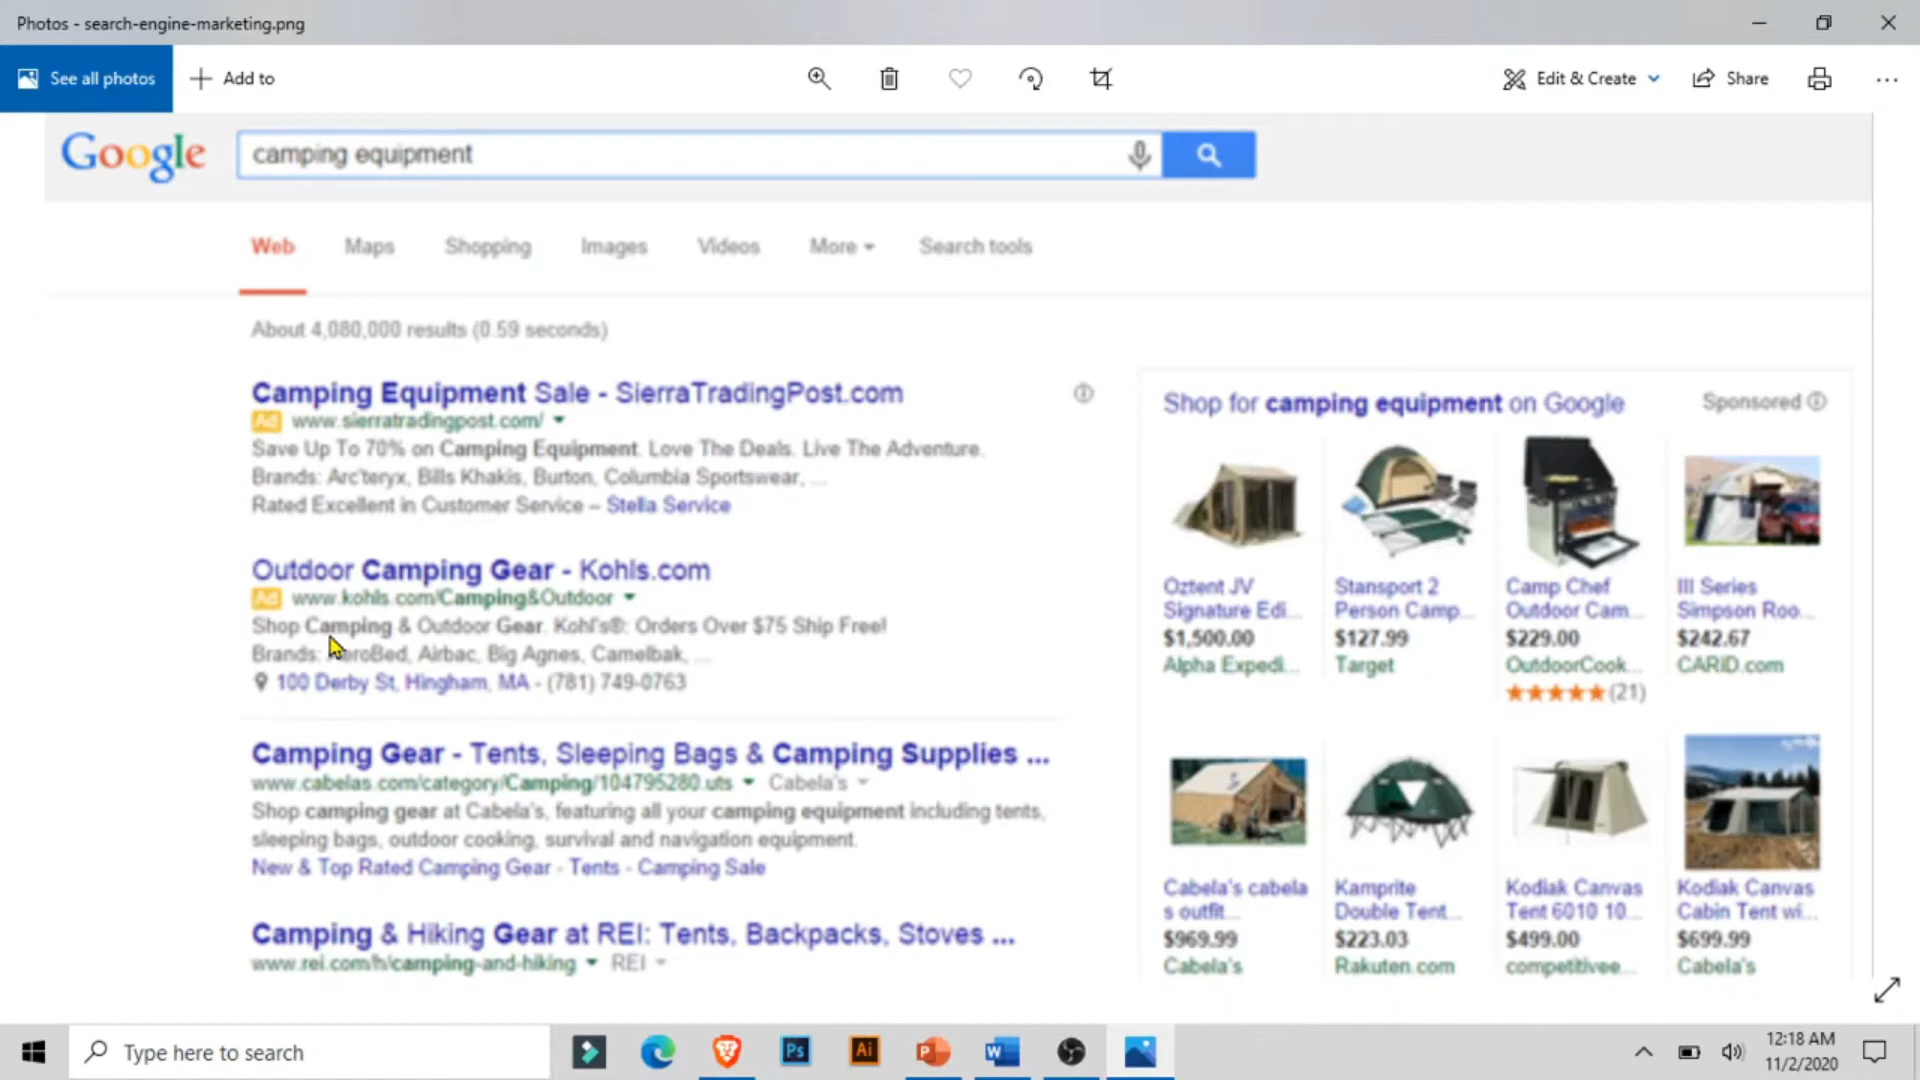 Photos - search-engine-marketing.png
See all photos
Add to
Edit & Create
Share
Google
camping equipment
Web
Maps
Shopping
Images
Videos
More
Search tools
About 4,080,000 results (0.59 seconds)
Camping Equipment Sale - SierraTradingPost.com
Ad www.sierratradingpost.com/
Save Up To 70% on Camping Equipment. Love The Deals. Live The Adventure.
Brands: Arc'teryx, Bills Khakis, Burton, Columbia Sportswear, ...
Rated Excellent in Customer Service – Stella Service
Outdoor Camping Gear - Kohls.com
Ad www.kohls.com/Camping&Outdoor
Shop Camping & Outdoor Gear. Kohl's®: Orders Over $75 Ship Free!
Brands: AeroBed, Airbac, Big Agnes, Camelbak, ...
100 Derby St, Hingham, MA - (781) 749-0763
Camping Gear - Tents, Sleeping Bags & Camping Supplies ...
www.cabelas.com/category/Camping/104795280.uts Cabela's
Shop camping gear at Cabela's, featuring all your camping equipment including tents,
sleeping bags, outdoor cooking, survival and navigation equipment.
New & Top Rated Camping Gear - Tents - Camping Sale
Camping & Hiking Gear at REI: Tents, Backpacks, Stoves ...
www.rei.com/h/camping-and-hiking REI
Shop for camping equipment on Google
Sponsored
Oztent JV
Signature Edi...
$1,500.00
Alpha Expedi...
Stansport 2
Person Camp...
$127.99
Target
Camp Chef
Outdoor Cam...
$229.00
OutdoorCook...
(21)
III Series
Simpson Roo...
$242.67
CARID.com
Cabela's cabela
s outfit...
$969.99
Cabela's
Kamprite
Double Tent...
$223.03
Rakuten.com
Kodiak Canvas
Tent 6010 10...
$499.00
competitivee...
Kodiak Canvas
Cabin Tent wi...
$699.99
Cabela's
Type here to search
Ps
Ai
P
W
12:18 AM
11/2/2020